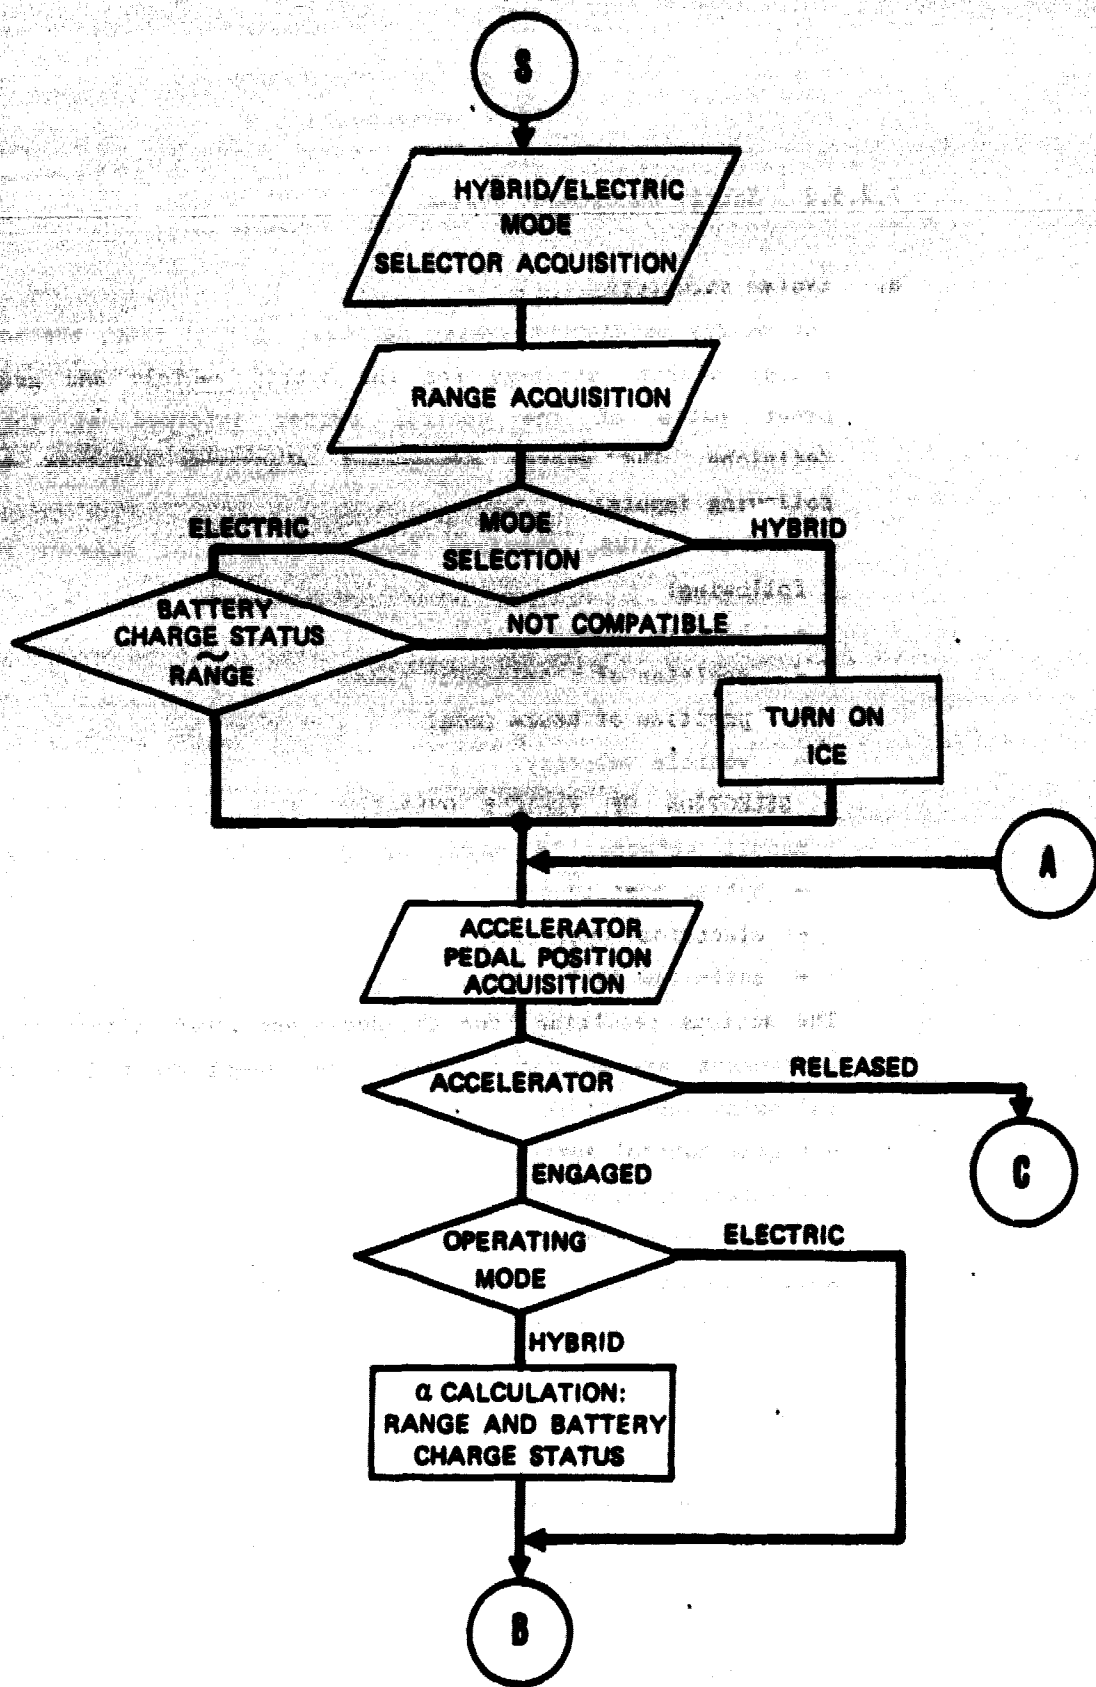 S
HYBRID/ELECTRIC
MODE
SELECTOR ACQUISITION
RANGE ACQUISITION
MODE
SELECTION
ELECTRIC
HYBRID
BATTERY
CHARGE STATUS
~
RANGE
NOT COMPATIBLE
TURN ON
ICE
A
ACCELERATOR
PEDAL POSITION
ACQUISITION
ACCELERATOR
RELEASED
C
ENGAGED
OPERATING
MODE
ELECTRIC
HYBRID
α CALCULATION:
RANGE AND BATTERY
CHARGE STATUS
B